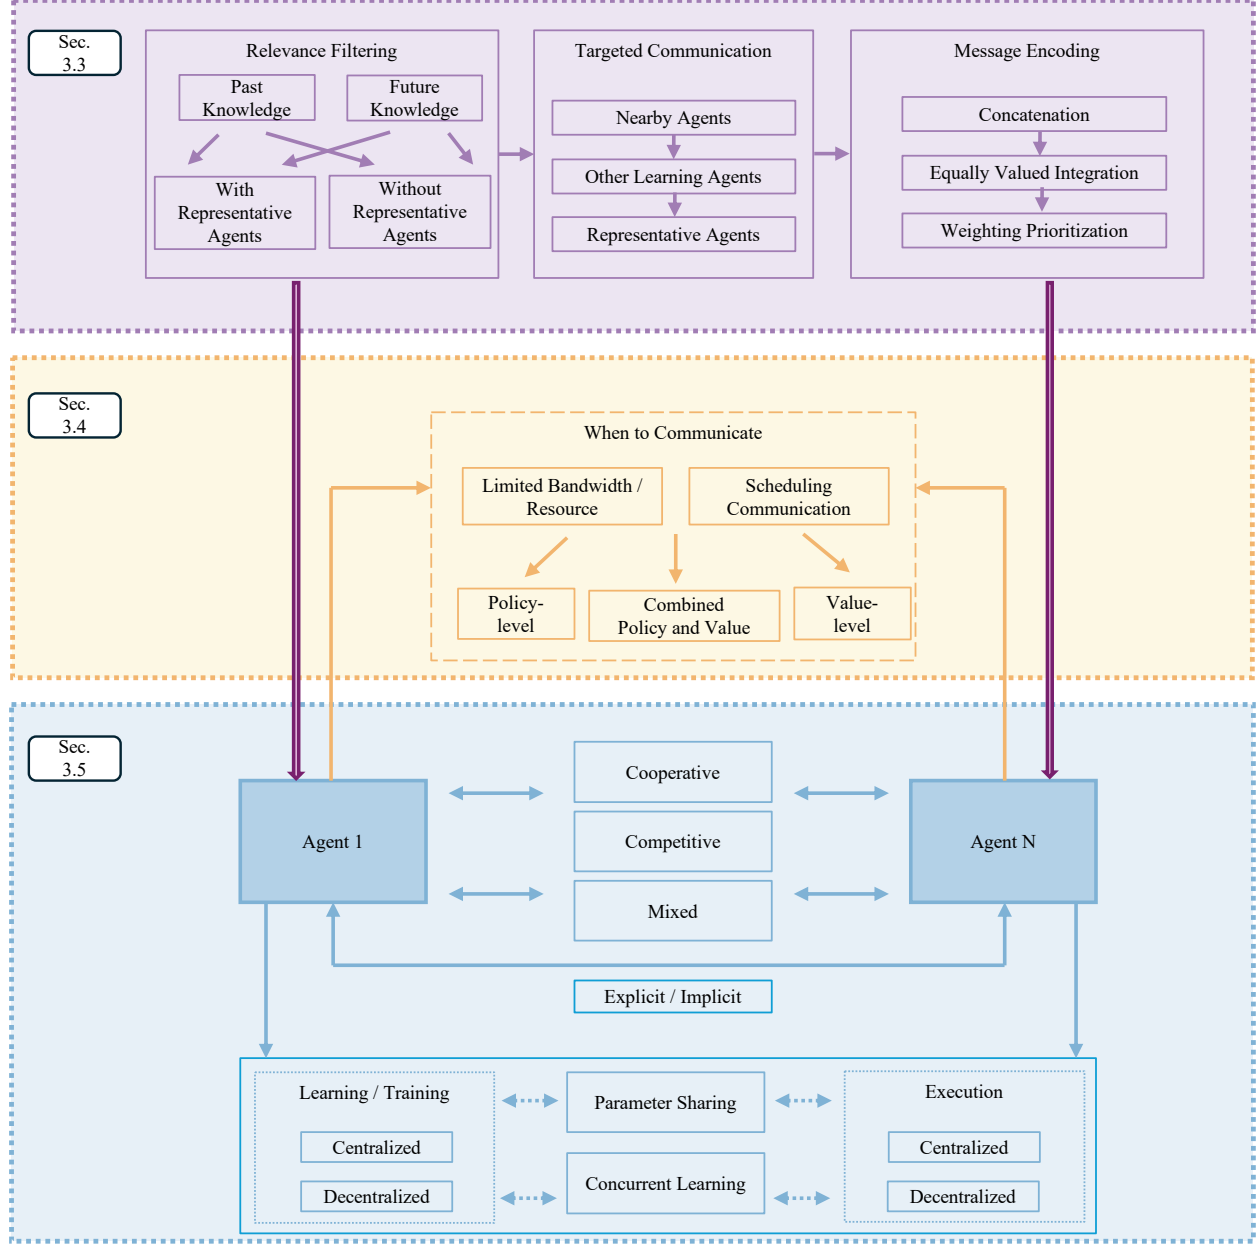 Sec.
3.3
Relevance Filtering
Past
Knowledge
Future
Knowledge
With
Representative
Agents
Without
Representative
Agents
Targeted Communication
Nearby Agents
Other Learning Agents
Representative Agents
Message Encoding
Concatenation
Equally Valued Integration
Weighting Prioritization
Sec.
3.4
When to Communicate
Limited Bandwidth /
Resource
Scheduling
Communication
Policy-
level
Combined
Policy and Value
Value-
level
Sec.
3.5
Agent 1
Cooperative
Competitive
Mixed
Agent N
Explicit / Implicit
Learning / Training
Centralized
Decentralized
Parameter Sharing
Concurrent Learning
Execution
Centralized
Decentralized